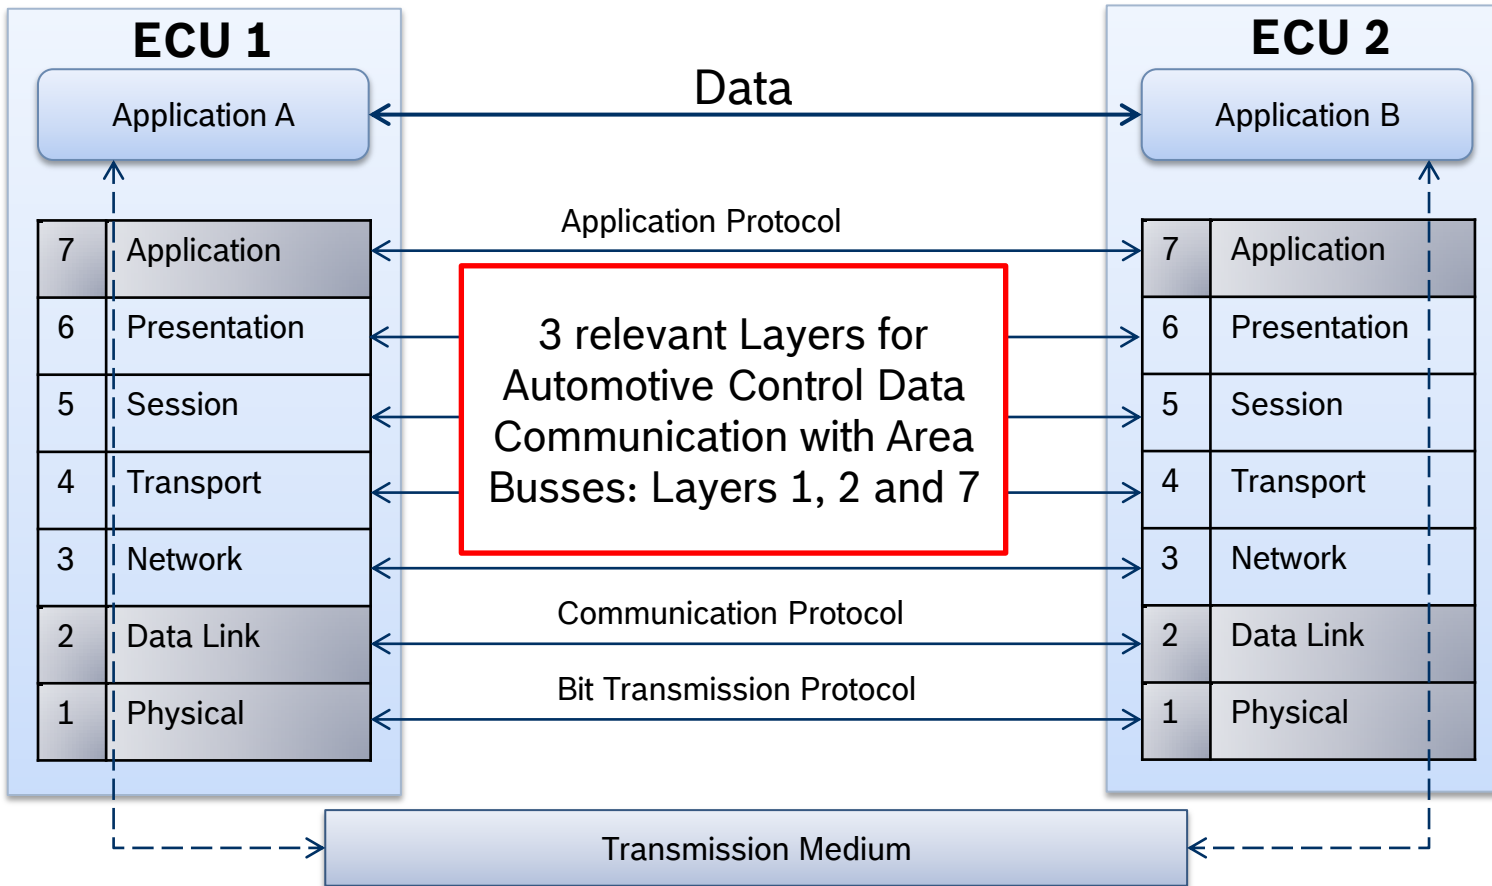 ECU 1
ECU 2
Application A
Data
Application B
Application Protocol
7 Application
7 Application
6 Presentation
6 Presentation
5 Session
5 Session
4 Transport
4 Transport
3 Network
3 Network
3 relevant Layers for
Automotive Control Data
Communication with Area
Busses: Layers 1, 2 and 7
Communication Protocol
2 Data Link
2 Data Link
Bit Transmission Protocol
1 Physical
1 Physical
Transmission Medium